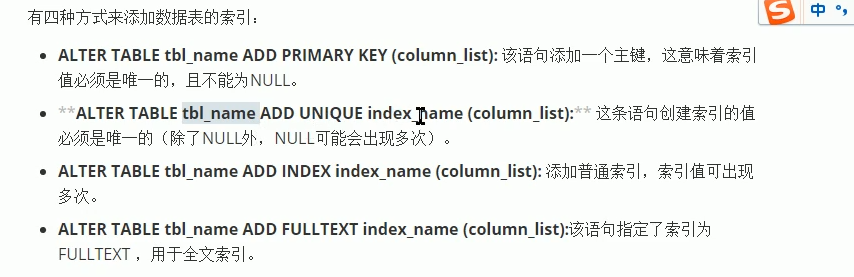 有四种方式来添加数据表的索引：
• ALTER TABLE tbl_name ADD PRIMARY KEY (column_list): 该语句添加一个主键，这意味着索引
值必须是唯一的，且不能为NULL。
• **ALTER TABLE tbl_name ADD UNIQUE index_name (column_list):** 这条语句创建索引的值
必须是唯一的（除了NULL外，NULL可能会出现多次）。
• ALTER TABLE tbl_name ADD INDEX index_name (column_list): 添加普通索引，索引值可出现
多次。
• ALTER TABLE tbl_name ADD FULLTEXT index_name (column_list):该语句指定了索引为
FULLTEXT ，用于全文索引。
S 中 °,